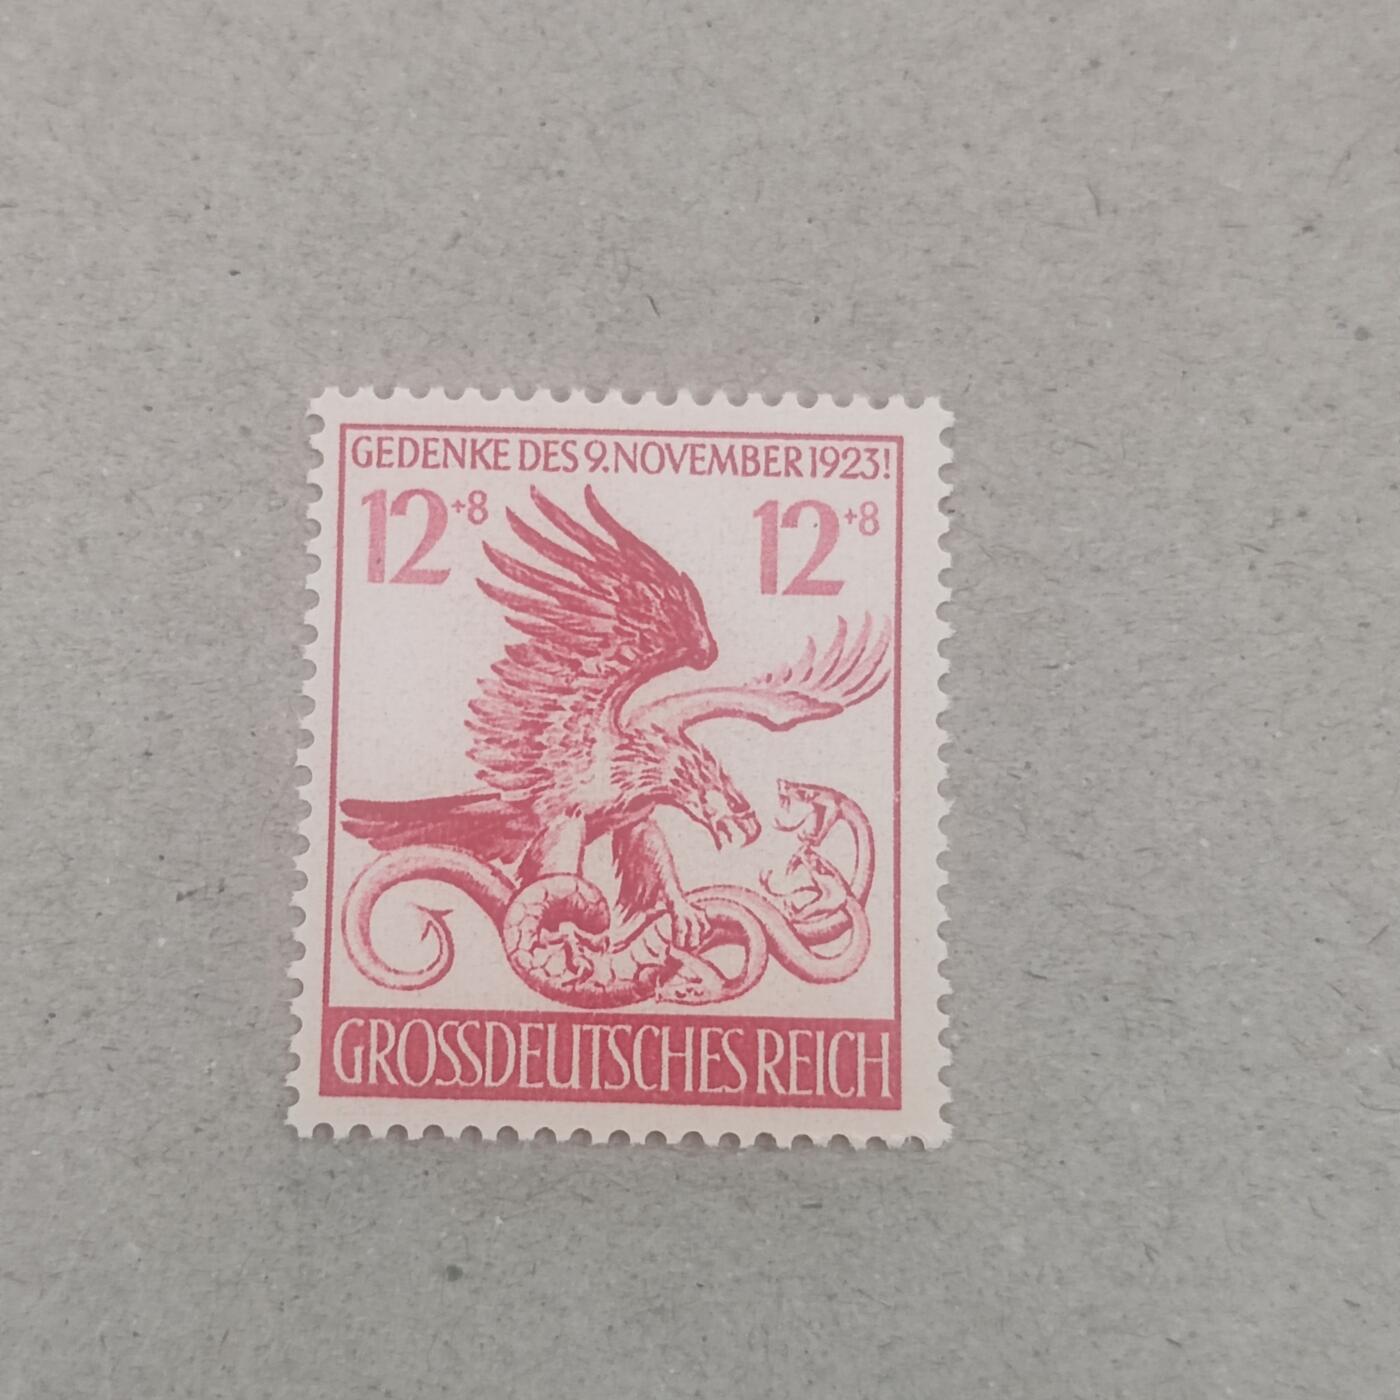 GEDENKE DES 9. NOVEMBER 1923!
12+8 12+8
GROSSDEUTSCHES REICH